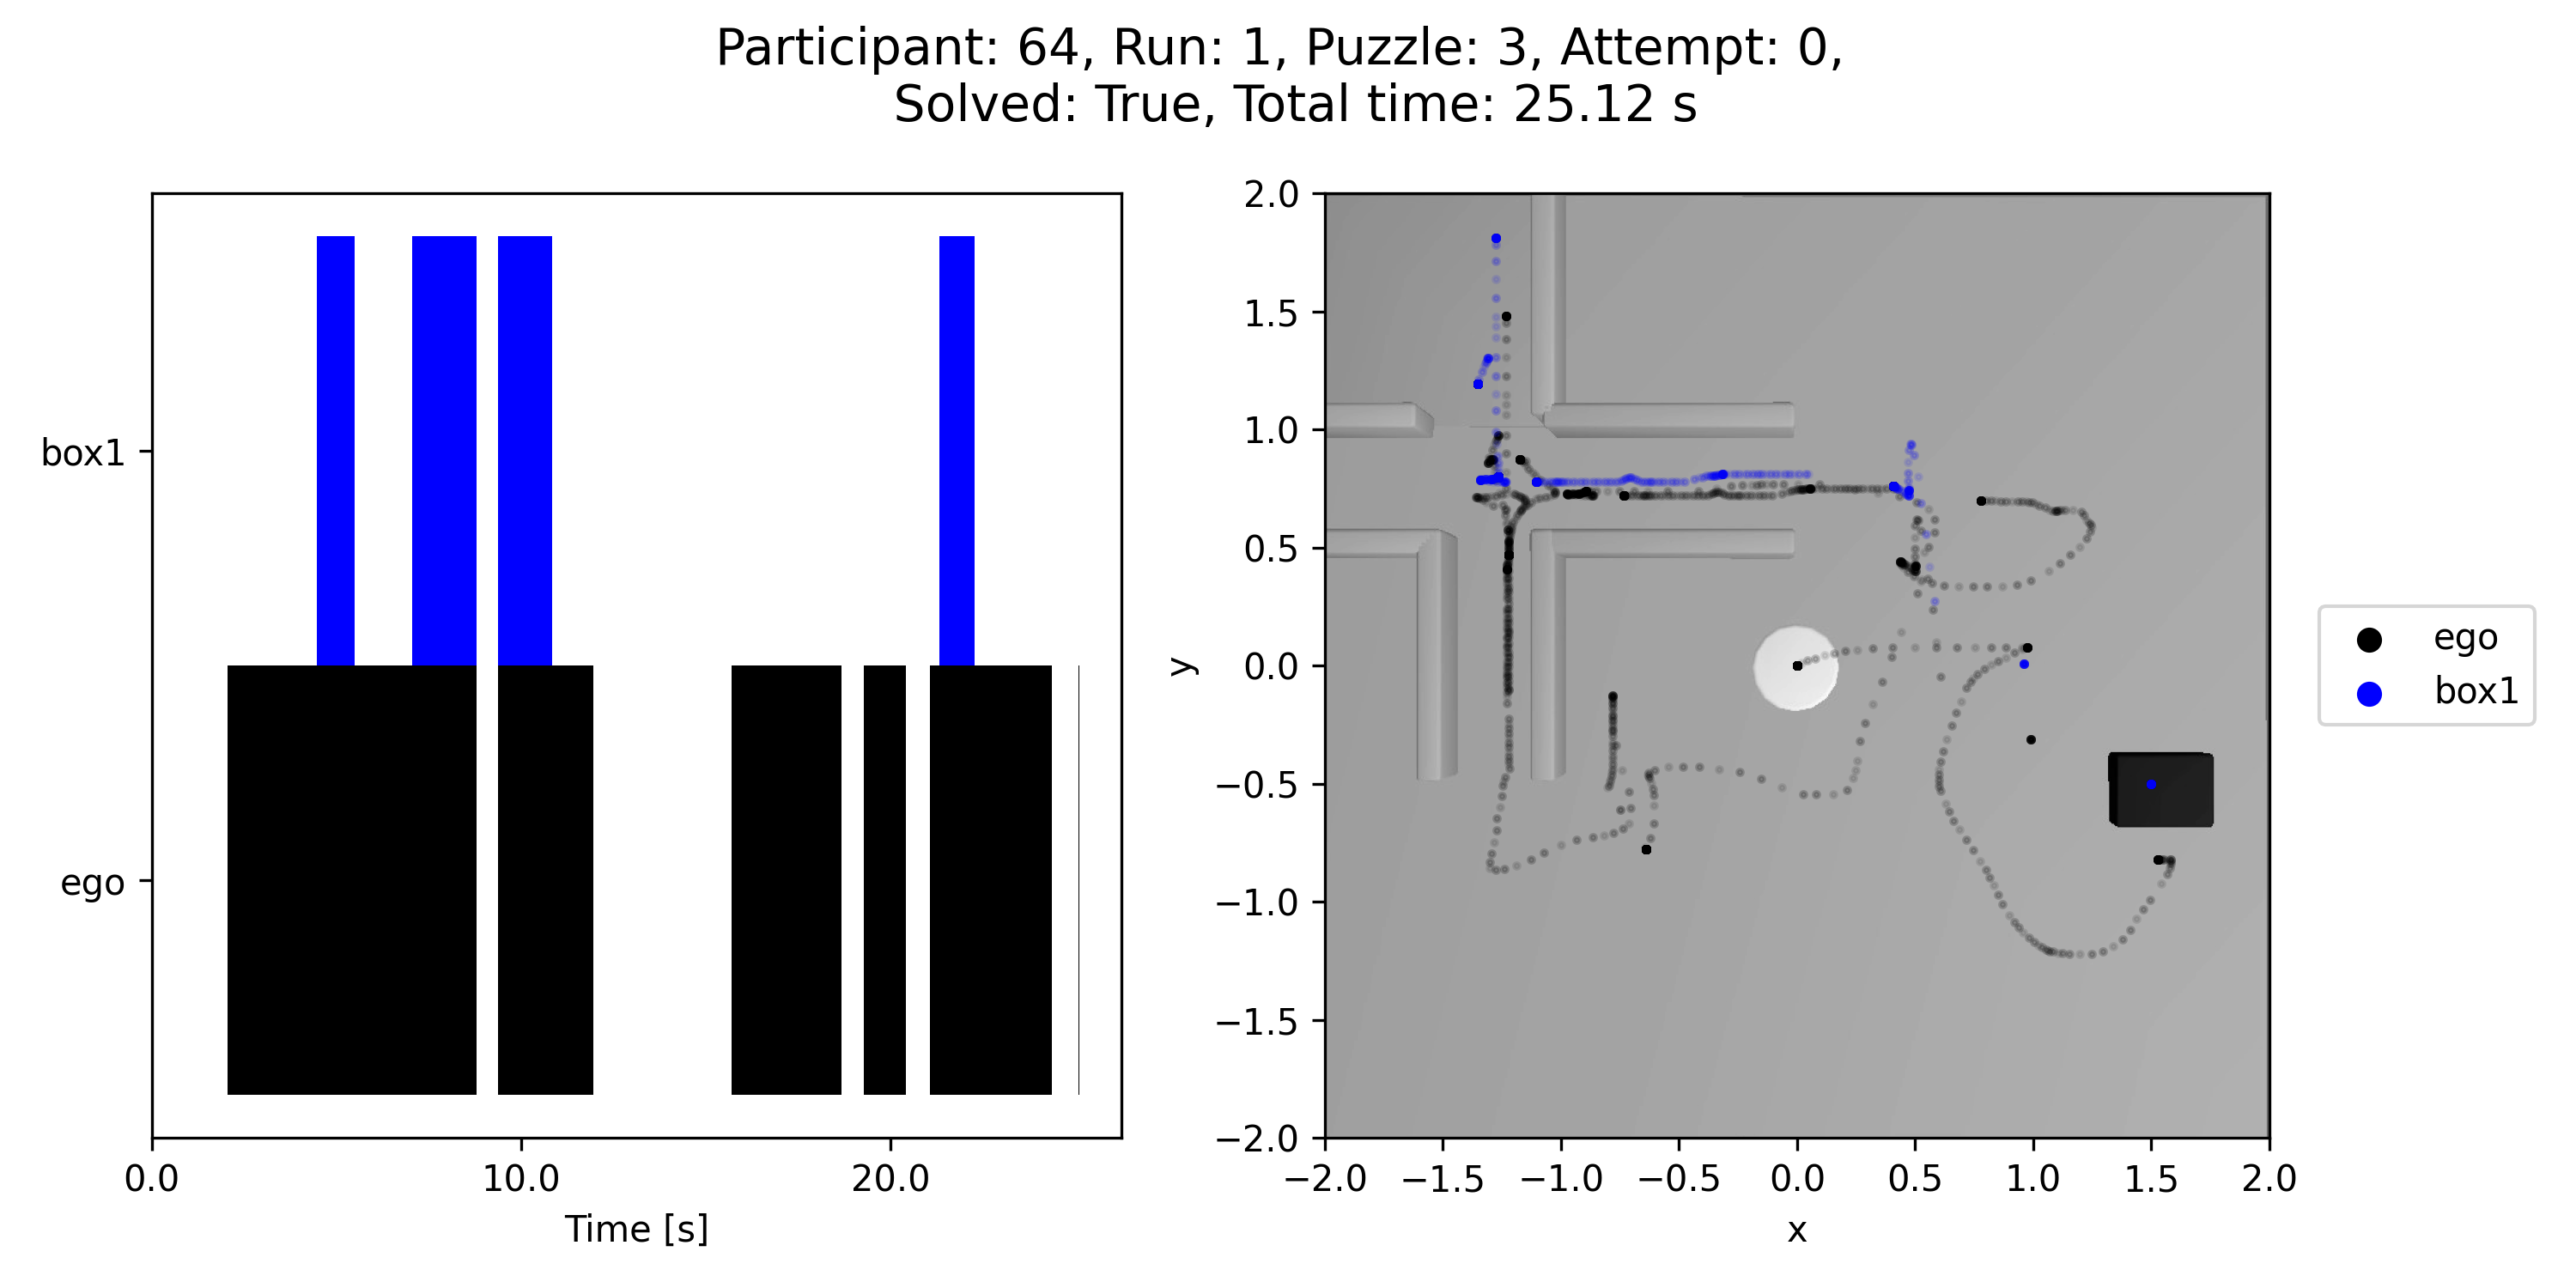 Participant: 64, Run: 1, Puzzle: 3, Attempt: 0,
Solved: True, Total time: 25.12 s
box1
ego
0.0
10.0
20.0
Time [s]
2.0
1.5
1.0
0.5
0.0
−0.5
−1.0
−1.5
−2.0
y
−2.0
−1.5
−1.0
−0.5
0.0
0.5
1.0
1.5
2.0
x
ego
box1